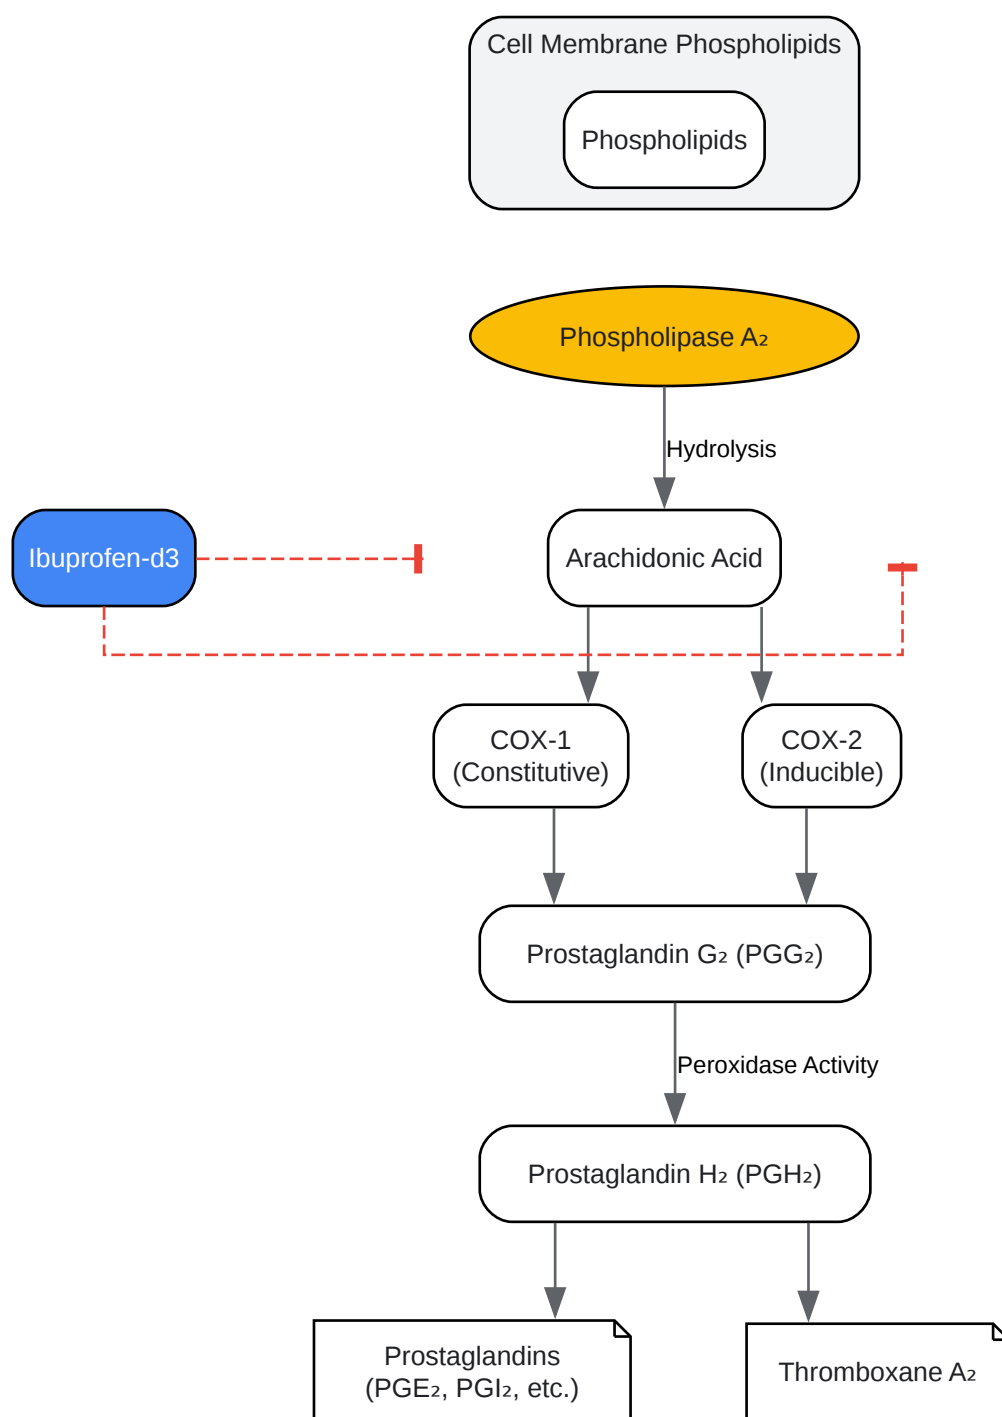 Cell Membrane Phospholipids
Phospholipids
Phospholipase A₂
Hydrolysis
Ibuprofen-d3
Arachidonic Acid
COX-1
(Constitutive)
COX-2
(Inducible)
Prostaglandin G₂ (PGG₂)
Peroxidase Activity
Prostaglandin H₂ (PGH₂)
Prostaglandins
(PGE₂, PGI₂, etc.)
Thromboxane A₂